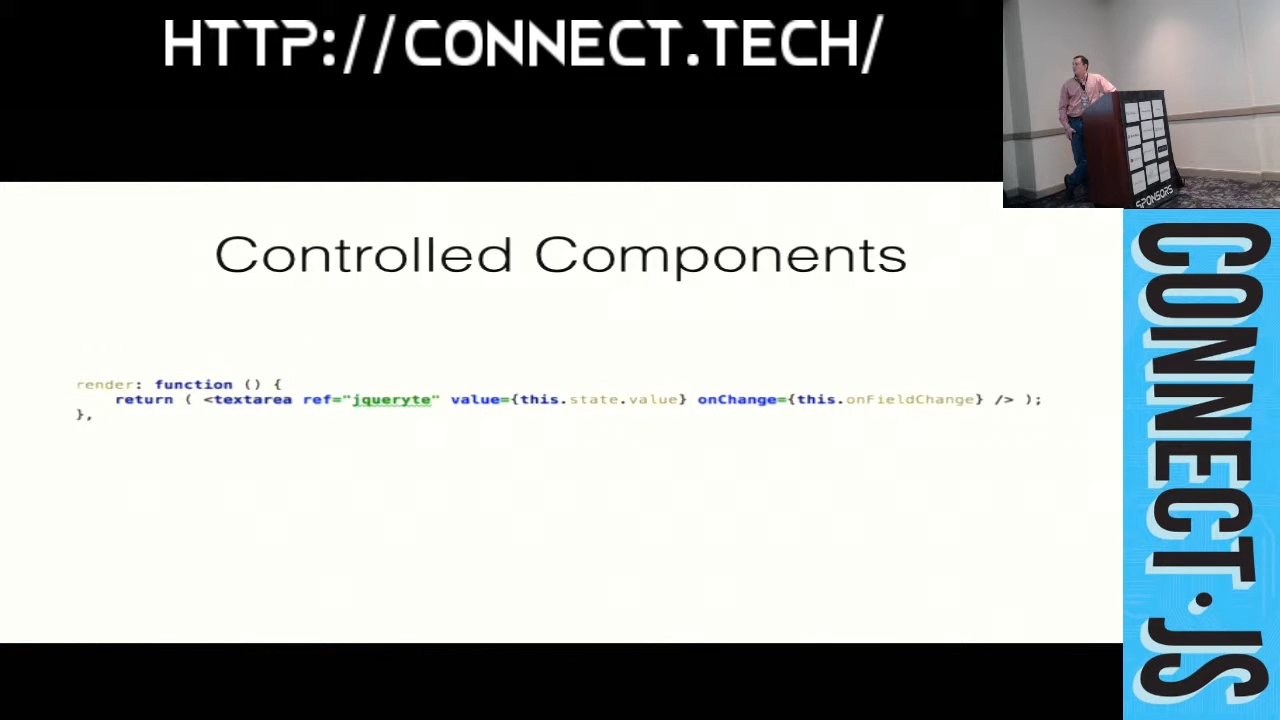 HTTP://CONNECT.TECH/
Controlled Components
render: function () {
return ( <textarea ref="jqueryte" value={this.state.value} onChange={this.onFieldChange} /> );
},
SPONSORS
CONNECT.JS